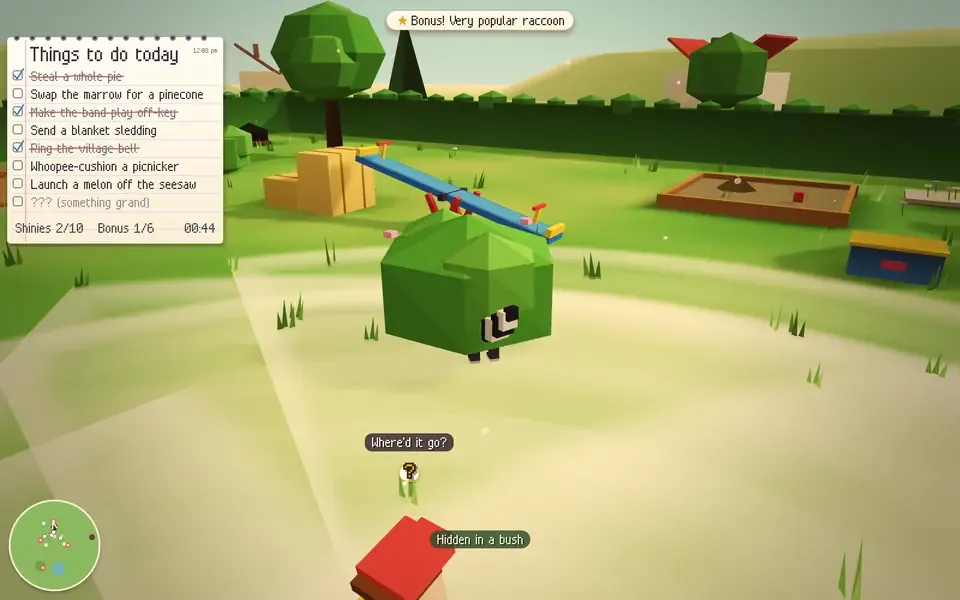 Bonus! Very popular raccoon
Things to do today
12:08 pm
Steal a whole pie
Swap the marrow for a pinecone
Make the band play off-key
Send a blanket sledding
Ring the village bell
Whoopee-cushion a picnicker
Launch a melon off the seesaw
??? (something grand)
Shinies 2/10 Bonus 1/6 00:44
Where'd it go?
?
Hidden in a bush